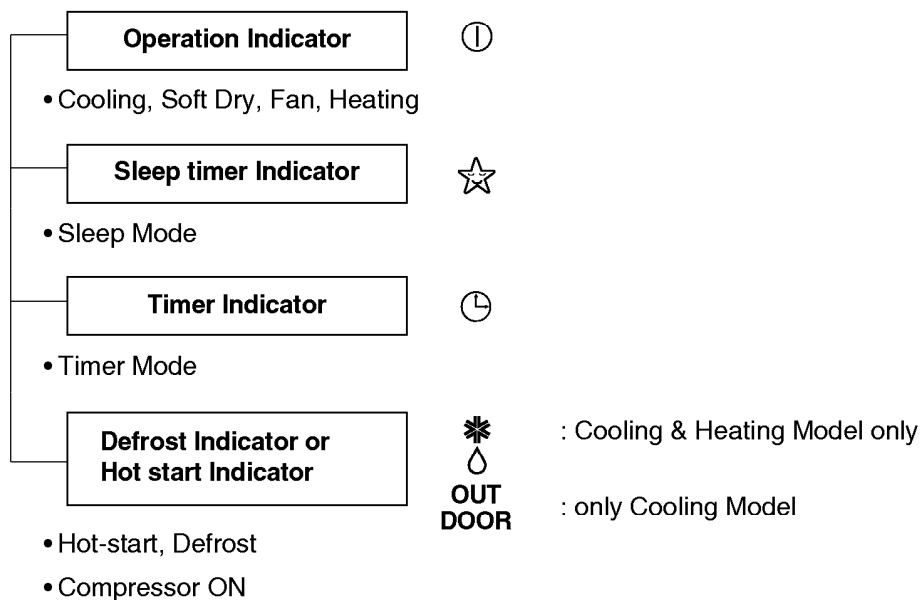 Operation Indicator
• Cooling, Soft Dry, Fan, Heating
Sleep timer Indicator
• Sleep Mode
Timer Indicator
• Timer Mode
Defrost Indicator or
Hot start Indicator
: Cooling & Heating Model only
OUT
DOOR
: only Cooling Model
• Hot-start, Defrost
• Compressor ON